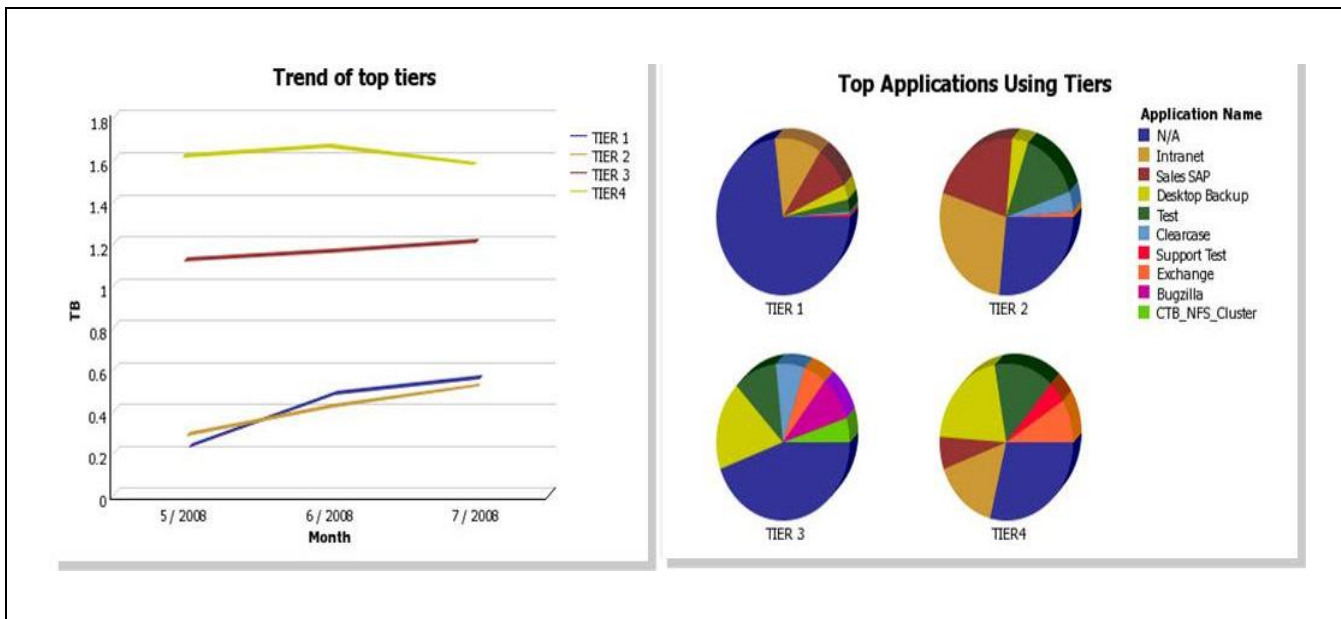 Trend of top tiers
1.8
1.6
1.4
1.2
1
0.8
0.6
0.4
0.2
0
TB
5 / 2008
6 / 2008
7 / 2008
Month
TIER 1
TIER 2
TIER 3
TIER4
Top Applications Using Tiers
TIER 1
TIER 2
TIER 3
TIER4
Application Name
N/A
Intranet
Sales SAP
Desktop Backup
Test
Clearcase
Support Test
Exchange
Bugzilla
CTB_NFS_Cluster